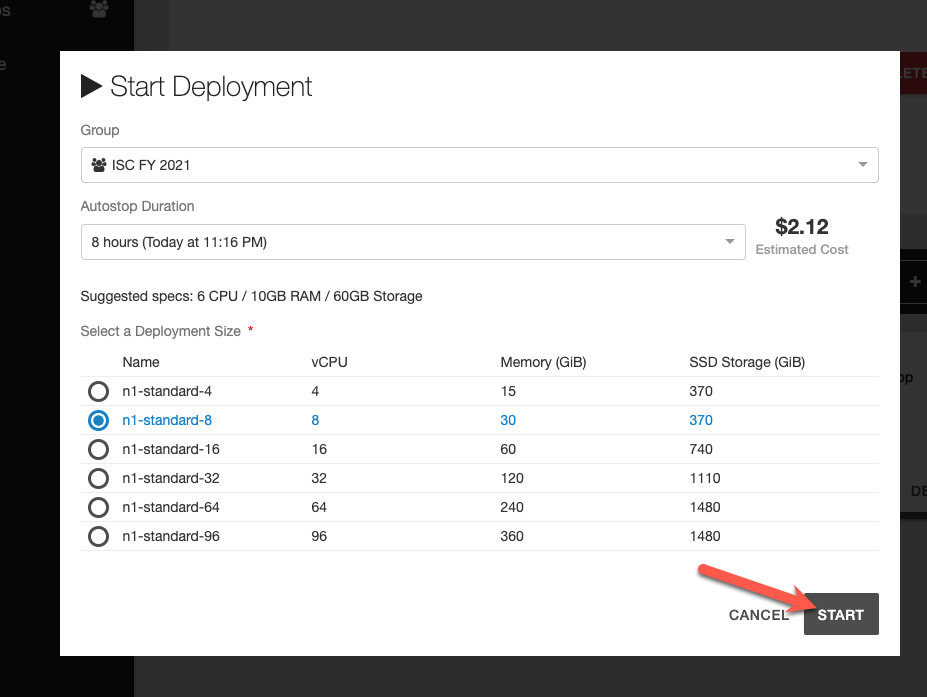 Start Deployment
Group
ISC FY 2021
Autostop Duration
8 hours (Today at 11:16 PM)
$2.12
Estimated Cost
Suggested specs: 6 CPU / 10GB RAM / 60GB Storage
Select a Deployment Size *
Name vCPU Memory (GiB) SSD Storage (GiB)
n1-standard-4 4 15 370
n1-standard-8 8 30 370
n1-standard-16 16 60 740
n1-standard-32 32 120 1110
n1-standard-64 64 240 1480
n1-standard-96 96 360 1480
CANCEL START